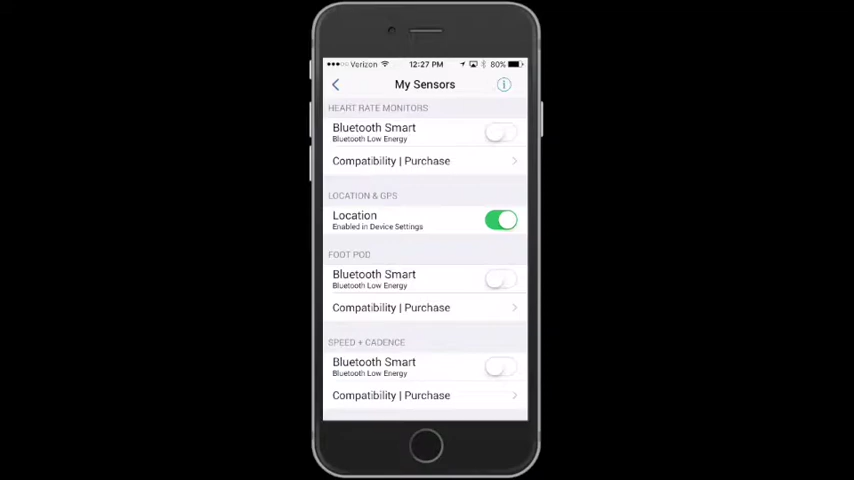 Verizon 12:27 PM 80%
My Sensors
HEART RATE MONITORS
Bluetooth Smart
Bluetooth Low Energy
Compatibility | Purchase
LOCATION & GPS
Location
Enabled in Device Settings
FOOT POD
Bluetooth Smart
Bluetooth Low Energy
Compatibility | Purchase
SPEED + CADENCE
Bluetooth Smart
Bluetooth Low Energy
Compatibility | Purchase